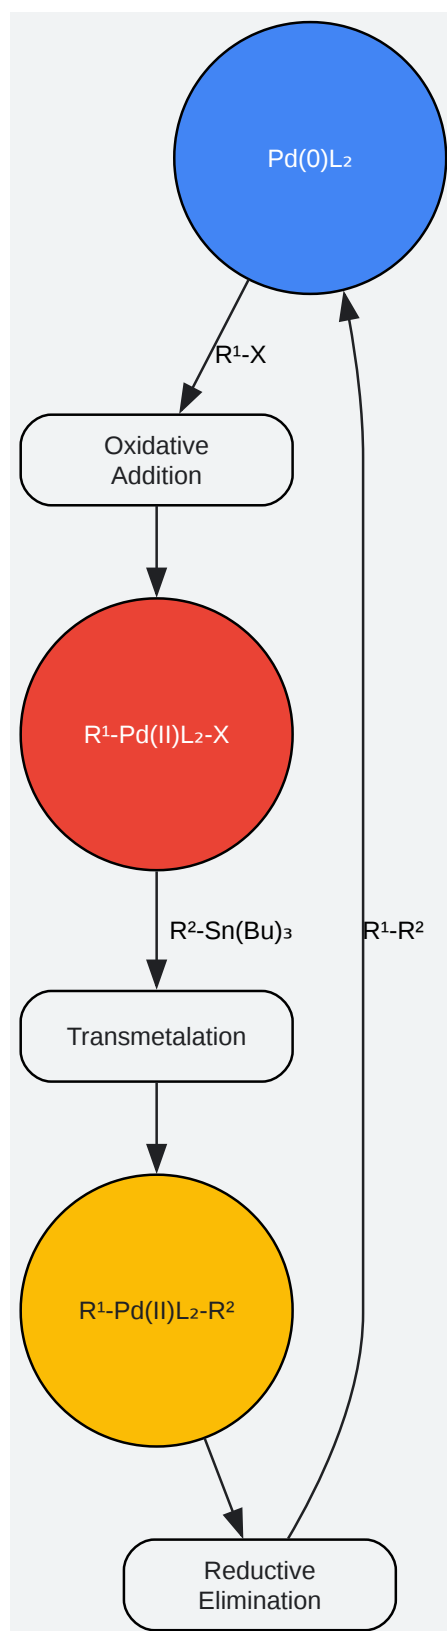 Pd(0)L₂
R¹-X
Oxidative
Addition
R¹-Pd(II)L₂-X
R²-Sn(Bu)₃
R¹-R²
Transmetalation
R¹-Pd(II)L₂-R²
Reductive
Elimination